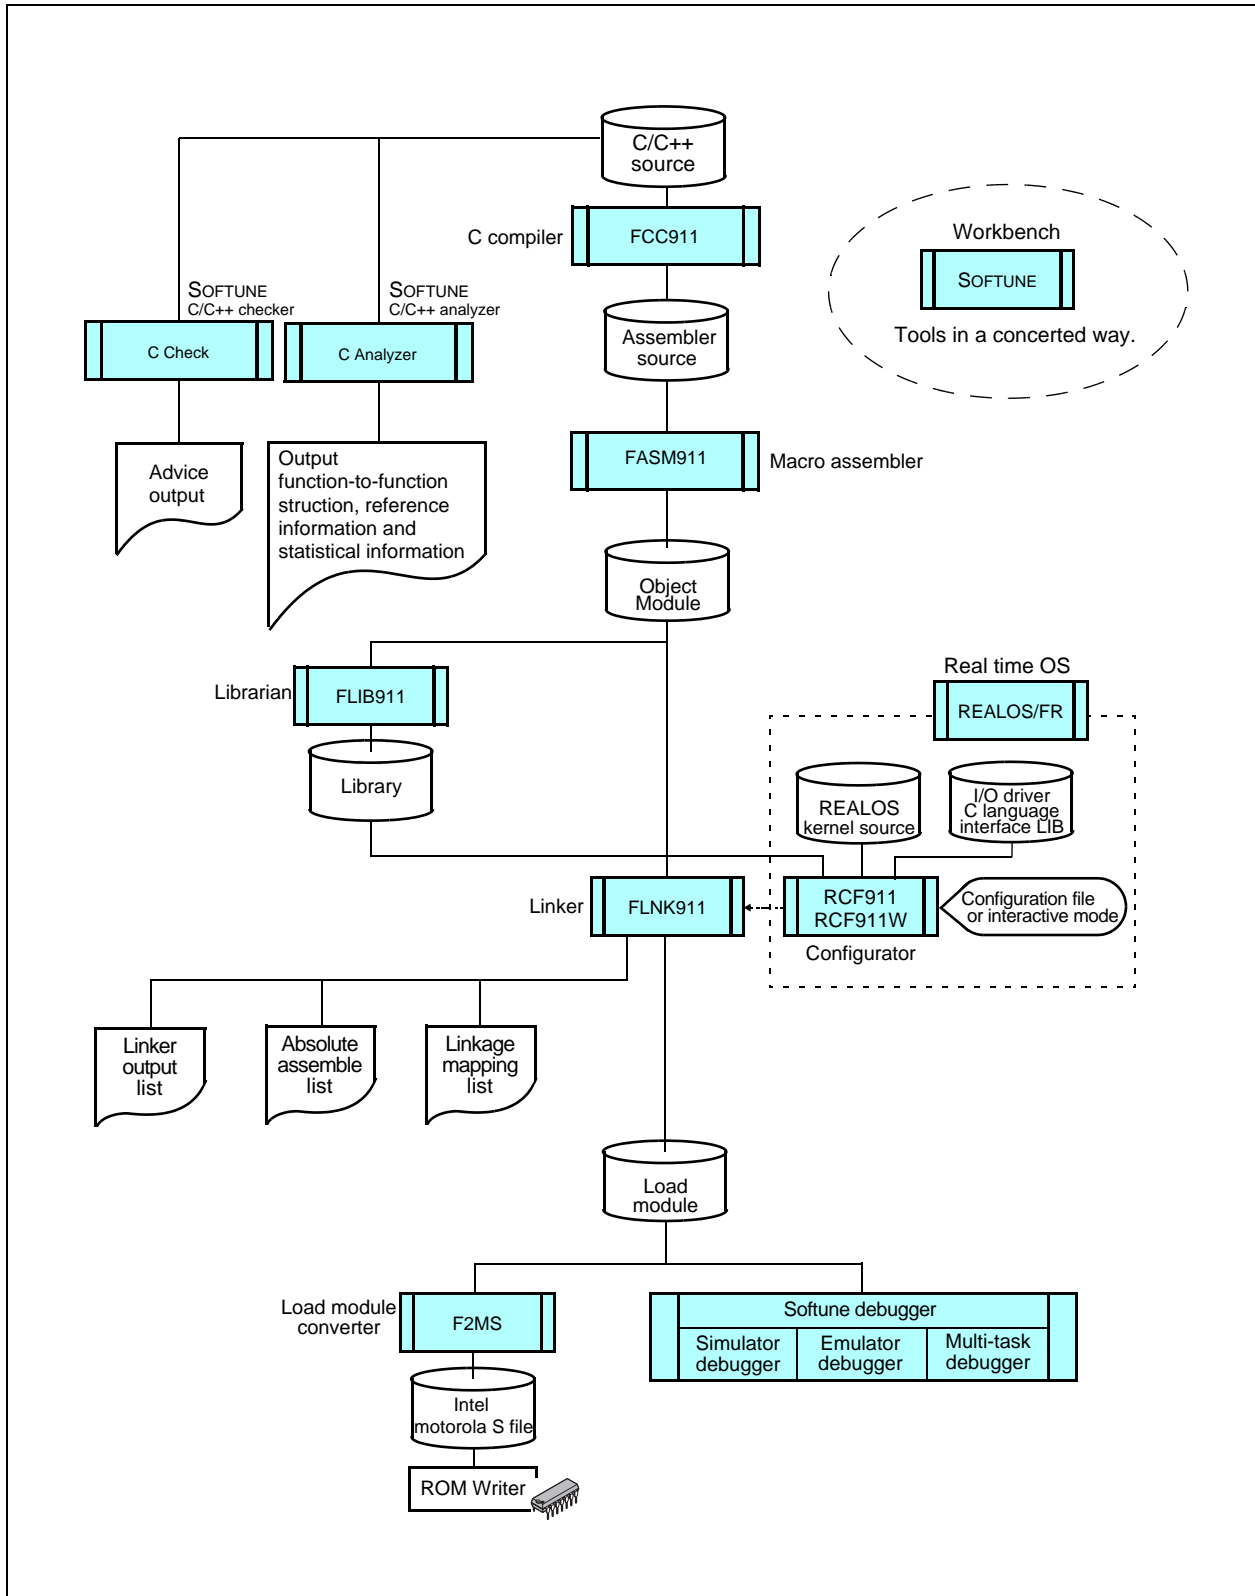 C/C++
source
C compiler
FCC911
Workbench
SOFTUNE
Tools in a concerted way.
SOFTUNE
C/C++ checker
SOFTUNE
C/C++ analyzer
C Check
C Analyzer
Assembler
source
Advice
output
Output
function-to-function
struction, reference
information and
statistical information
FASM911
Macro assembler
Object
Module
Librarian
FLIB911
Real time OS
REALOS/FR
Library
REALOS
kernel source
I/O driver
C language
interface LIB
Linker
FLNK911
RCF911
RCF911W
Configuration file
or interactive mode
Configurator
Linker
output
list
Absolute
assemble
list
Linkage
mapping
list
Load
module
Load module
converter
F2MS
Softune debugger
Simulator
debugger
Emulator
debugger
Multi-task
debugger
Intel
motorola S file
ROM Writer